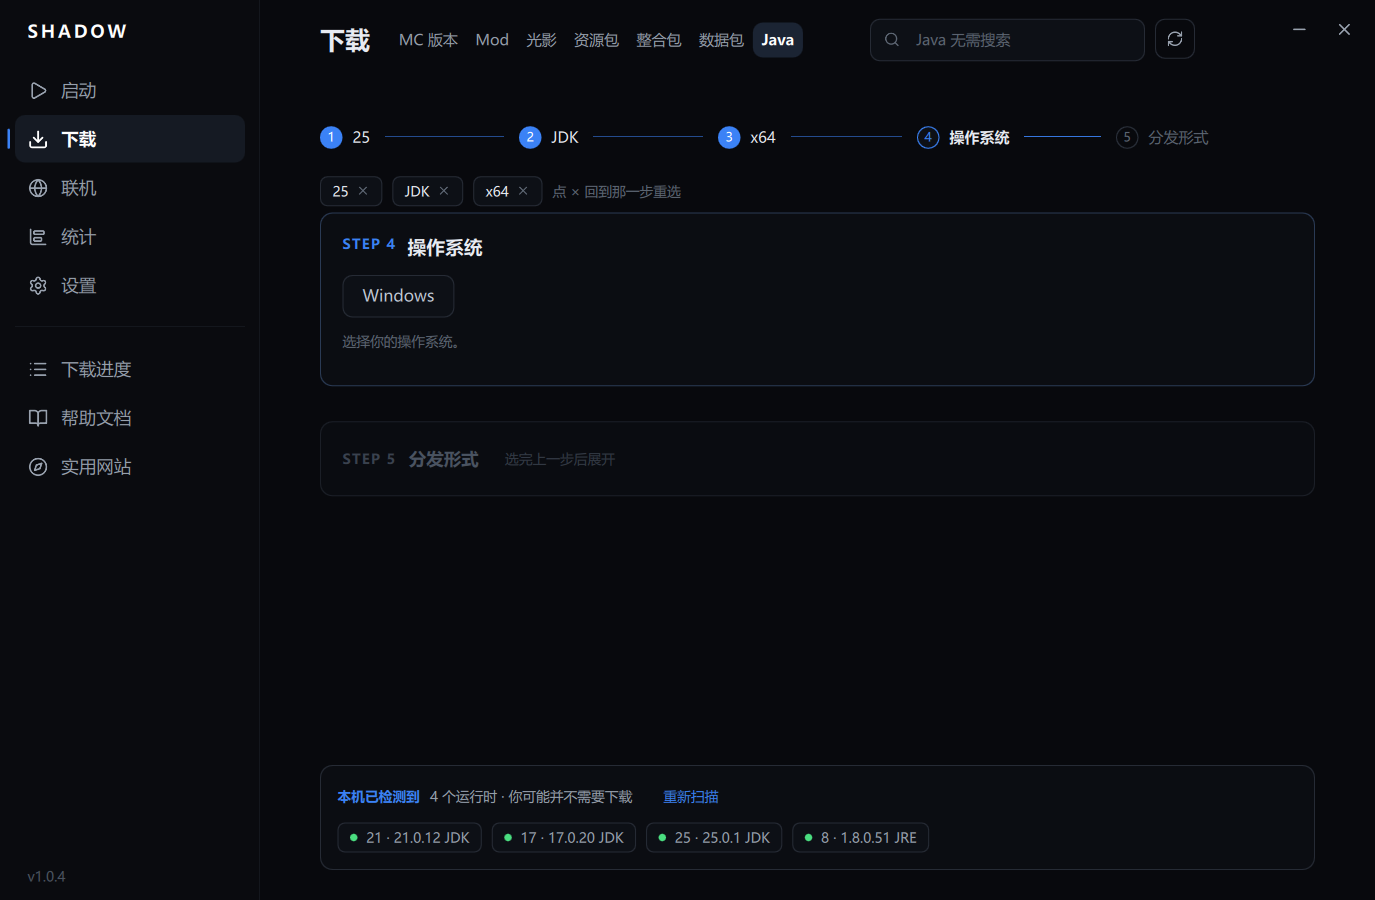 SHADOW
启动
下载
联机
统计
设置
下载进度
帮助文档
实用网站
v1.0.4
下载 MC 版本 Mod 光影 资源包 整合包 数据包 Java
Java 无需搜索
1 25 2 JDK 3 x64 4 操作系统 5 分发形式
25 × JDK × x64 × 点 × 回到那一步重选
STEP 4 操作系统
Windows
选择你的操作系统。
STEP 5 分发形式 选完上一步后展开
本机已检测到 4 个运行时 · 你可能并不需要下载 重新扫描
21 · 21.0.12 JDK 17 · 17.0.20 JDK 25 · 25.0.1 JDK 8 · 1.8.0.51 JRE